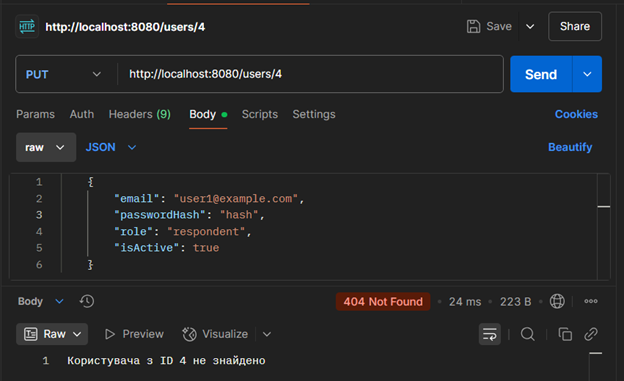 HTTP http://localhost:8080/users/4 Save Share
PUT http://localhost:8080/users/4 Send
Params Auth Headers (9) Body Scripts Settings Cookies
raw JSON Beautify
1 {
2 "email": "user1@example.com",
3 "passwordHash": "hash",
4 "role": "respondent",
5 "isActive": true
6 }
Body 404 Not Found • 24 ms • 223 B
Raw Preview Visualize
1 Користувача з ID 4 не знайдено